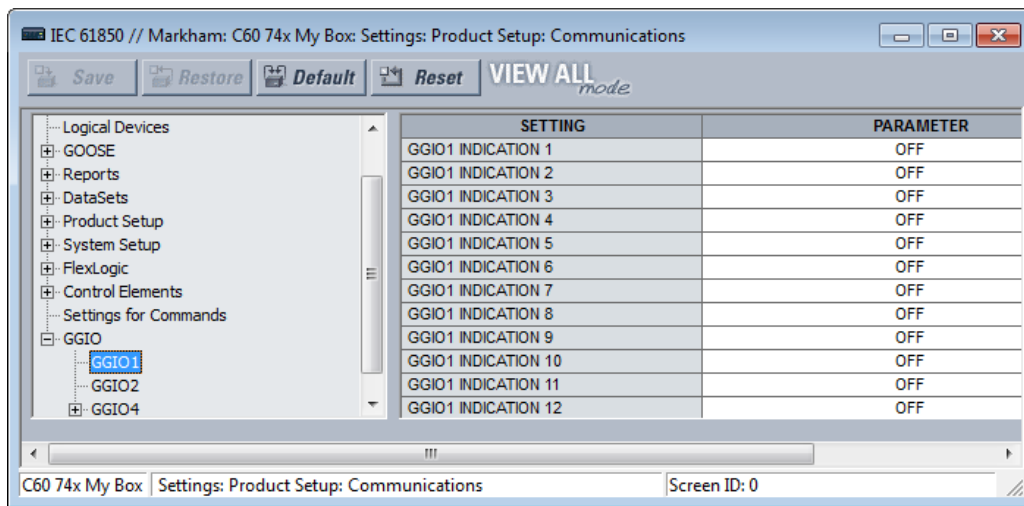 IEC 61850 // Markham: C60 74x My Box: Settings: Product Setup: Communications
Save Restore Default Reset VIEW ALL mode
Logical Devices
GOOSE
Reports
DataSets
Product Setup
System Setup
FlexLogic
Control Elements
Settings for Commands
GGIO
GGIO1
GGIO2
GGIO4
SETTING PARAMETER
GGIO1 INDICATION 1 OFF
GGIO1 INDICATION 2 OFF
GGIO1 INDICATION 3 OFF
GGIO1 INDICATION 4 OFF
GGIO1 INDICATION 5 OFF
GGIO1 INDICATION 6 OFF
GGIO1 INDICATION 7 OFF
GGIO1 INDICATION 8 OFF
GGIO1 INDICATION 9 OFF
GGIO1 INDICATION 10 OFF
GGIO1 INDICATION 11 OFF
GGIO1 INDICATION 12 OFF
C60 74x My Box Settings: Product Setup: Communications Screen ID: 0